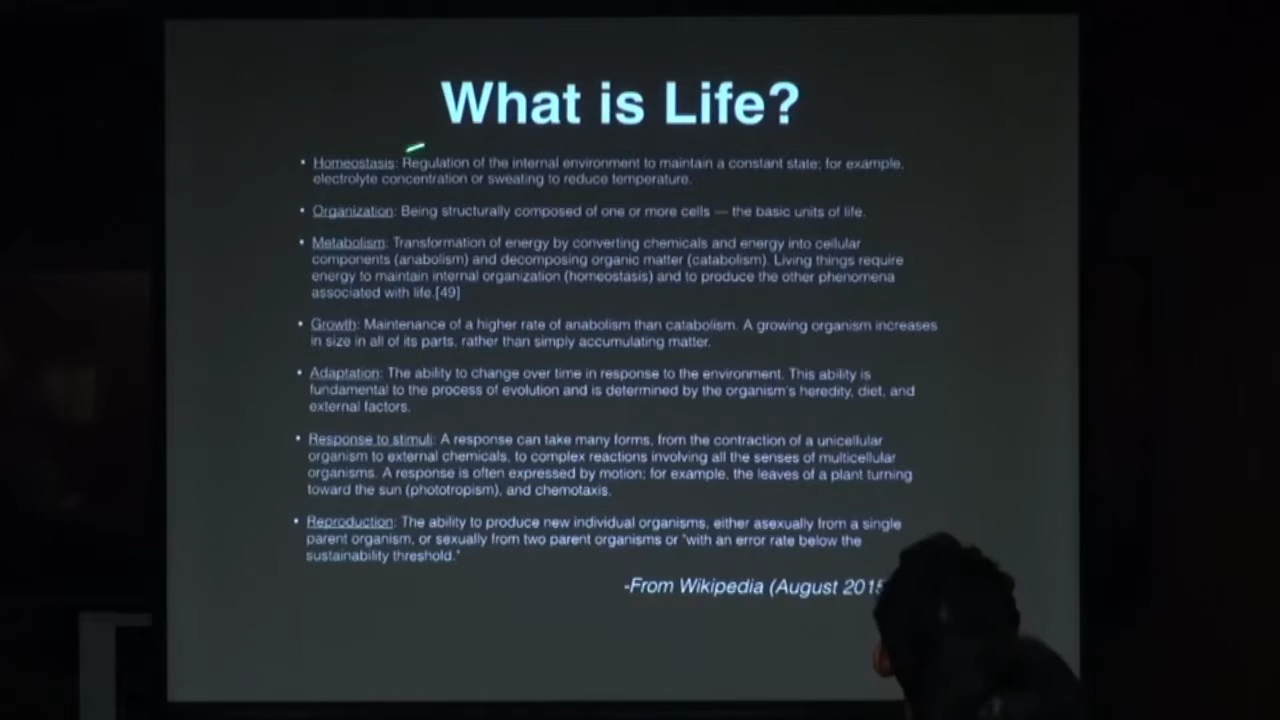 What is Life?
• Homeostasis: Regulation of the internal environment to maintain a constant state; for example,
electrolyte concentration or sweating to reduce temperature.
• Organization: Being structurally composed of one or more cells — the basic units of life.
• Metabolism: Transformation of energy by converting chemicals and energy into cellular
components (anabolism) and decomposing organic matter (catabolism). Living things require
energy to maintain internal organization (homeostasis) and to produce the other phenomena
associated with life.[49]
• Growth: Maintenance of a higher rate of anabolism than catabolism. A growing organism increases
in size in all of its parts, rather than simply accumulating matter.
• Adaptation: The ability to change over time in response to the environment. This ability is
fundamental to the process of evolution and is determined by the organism's heredity, diet, and
external factors.
• Response to stimuli: A response can take many forms, from the contraction of a unicellular
organism to external chemicals, to complex reactions involving all the senses of multicellular
organisms. A response is often expressed by motion; for example, the leaves of a plant turning
toward the sun (phototropism), and chemotaxis.
• Reproduction: The ability to produce new individual organisms, either asexually from a single
parent organism, or sexually from two parent organisms or "with an error rate below the
sustainability threshold."
-From Wikipedia (August 2015